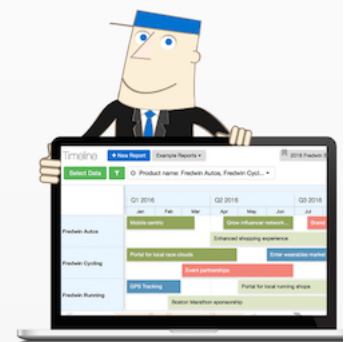 Timeline
+ New Report
Example Reports
2016 Fredwin
Select Data
Product name: Fredwin Autos, Fredwin Cycl...
Q1 2016 Q2 2016 Q3 2016
Jan Feb Mar Apr May Jun Jul
Fredwin Autos
Mobile-centric
Grow influencer network...
Brand
Enhanced shopping experience
Fredwin Cycling
Portal for local race clouds
Enter wearables market
Event partnerships
Fredwin Running
GPS Tracking
Portal for local running shops
Boston Marathon sponsorship